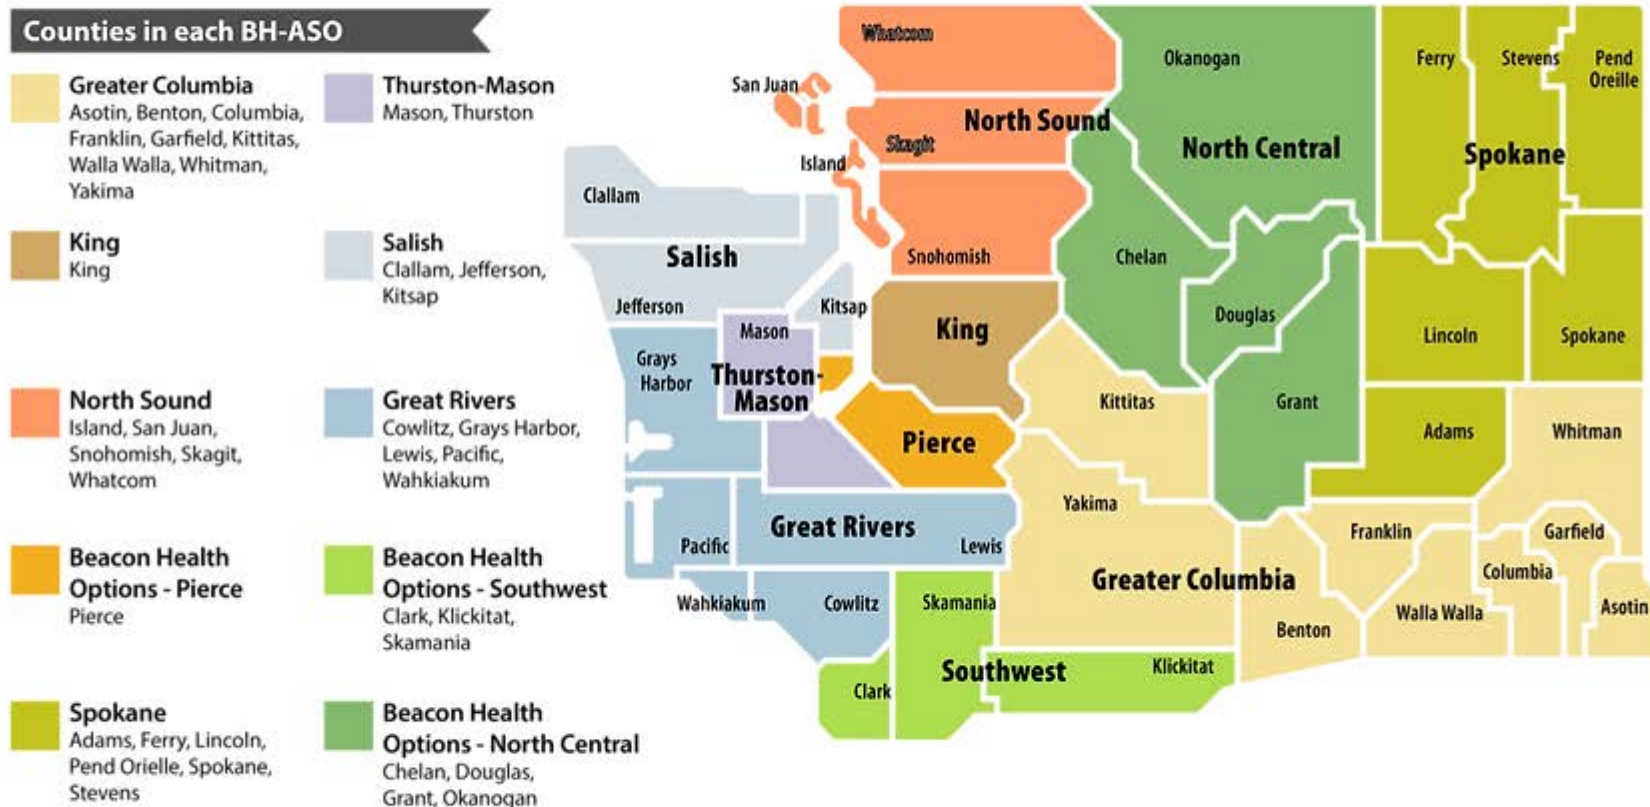 Counties in each BH-ASO
Greater Columbia
Asotin, Benton, Columbia,
Franklin, Garfield, Kittitas,
Walla Walla, Whitman,
Yakima
Thurston-Mason
Mason, Thurston
King
King
Salish
Clallam, Jefferson,
Kitsap
North Sound
Island, San Juan,
Snohomish, Skagit,
Whatcom
Great Rivers
Cowlitz, Grays Harbor,
Lewis, Pacific,
Wahkiakum
Beacon Health
Options - Pierce
Pierce
Beacon Health
Options - Southwest
Clark, Klickitat,
Skamania
Spokane
Adams, Ferry, Lincoln,
Pend Orielle, Spokane,
Stevens
Beacon Health
Options - North Central
Chelan, Douglas,
Grant, Okanogan
Whatcom
San Juan
Skagit
North Sound
Island
Snohomish
Okanogan
North Central
Chelan
Douglas
Grant
Ferry
Stevens
Pend
Oreille
Spokane
Lincoln
Spokane
Adams
Clallam
Salish
Jefferson
Kitsap
Mason
Thurston-
Mason
Grays
Harbor
King
Pierce
Kittitas
Whitman
Yakima
Great Rivers
Pacific
Lewis
Wahkiakum
Cowlitz
Greater Columbia
Franklin
Garfield
Columbia
Asotin
Walla Walla
Benton
Skamania
Southwest
Klickitat
Clark